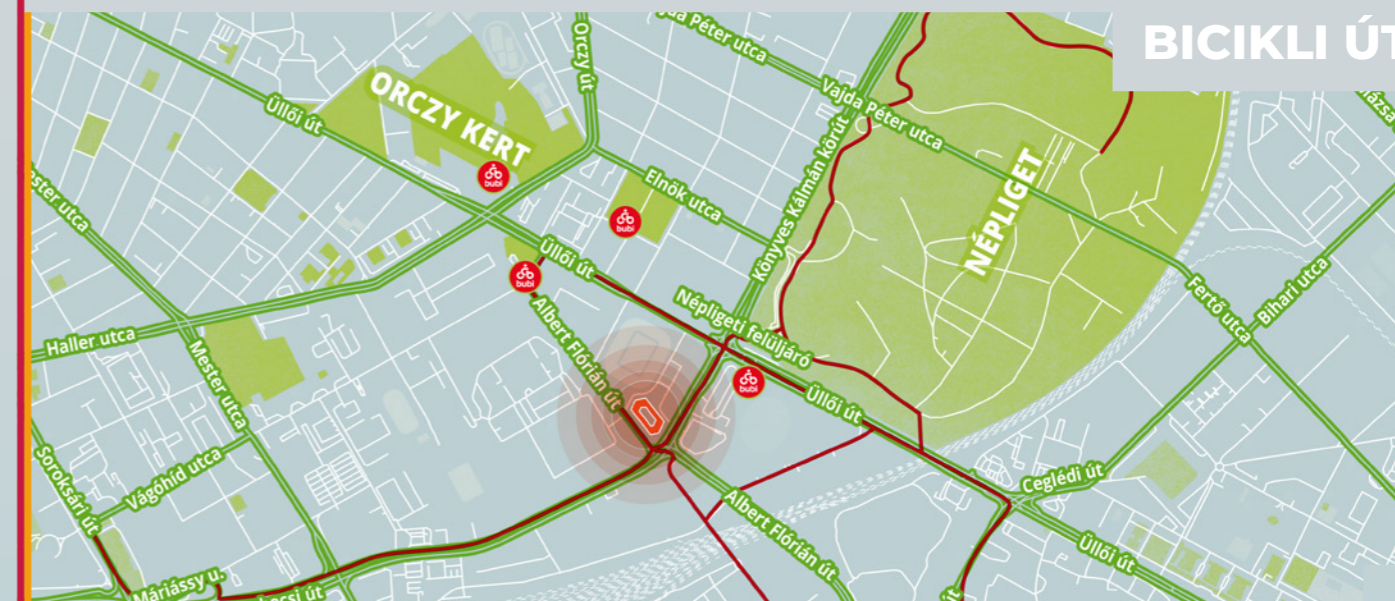 BICIKLI ÚT
Vajda Péter utca
Orczy út
ORCZY KERT
Üllői út
Vajda Péter utca
bubi
Elnök utca
Könyves Kálmán körút
NÉPLIGET
bubi
Üllői út
bubi
Albert Flórián út
Népligeti felüljáró
Fertő utca
Bihari utca
Haller utca
Mester utca
bubi
Üllői út
Soroksári út
Vágóhíd utca
Ceglédi út
Albert Flórián út
Üllői út
Máriássy u.